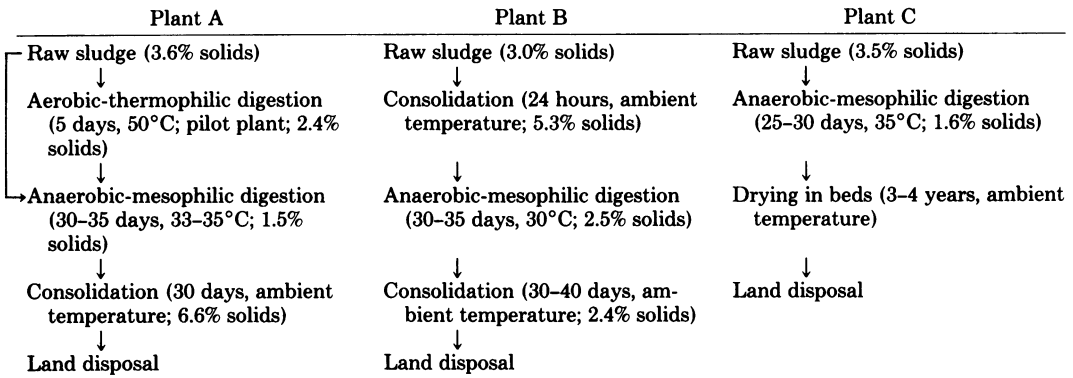 Plant A
Raw sludge (3.6% solids)
Aerobic-thermophilic digestion
(5 days, 50°C; pilot plant; 2.4%
solids)
Anaerobic-mesophilic digestion
(30–35 days, 33–35°C; 1.5%
solids)
Consolidation (30 days, ambient
temperature; 6.6% solids)
Land disposal
Plant B
Raw sludge (3.0% solids)
Consolidation (24 hours, ambient
temperature; 5.3% solids)
Anaerobic-mesophilic digestion
(30–35 days, 30°C; 2.5% solids)
Consolidation (30–40 days, am-
bient temperature; 2.4% solids)
Land disposal
Plant C
Raw sludge (3.5% solids)
Anaerobic-mesophilic digestion
(25–30 days, 35°C; 1.6% solids)
Drying in beds (3–4 years, ambient
temperature)
Land disposal